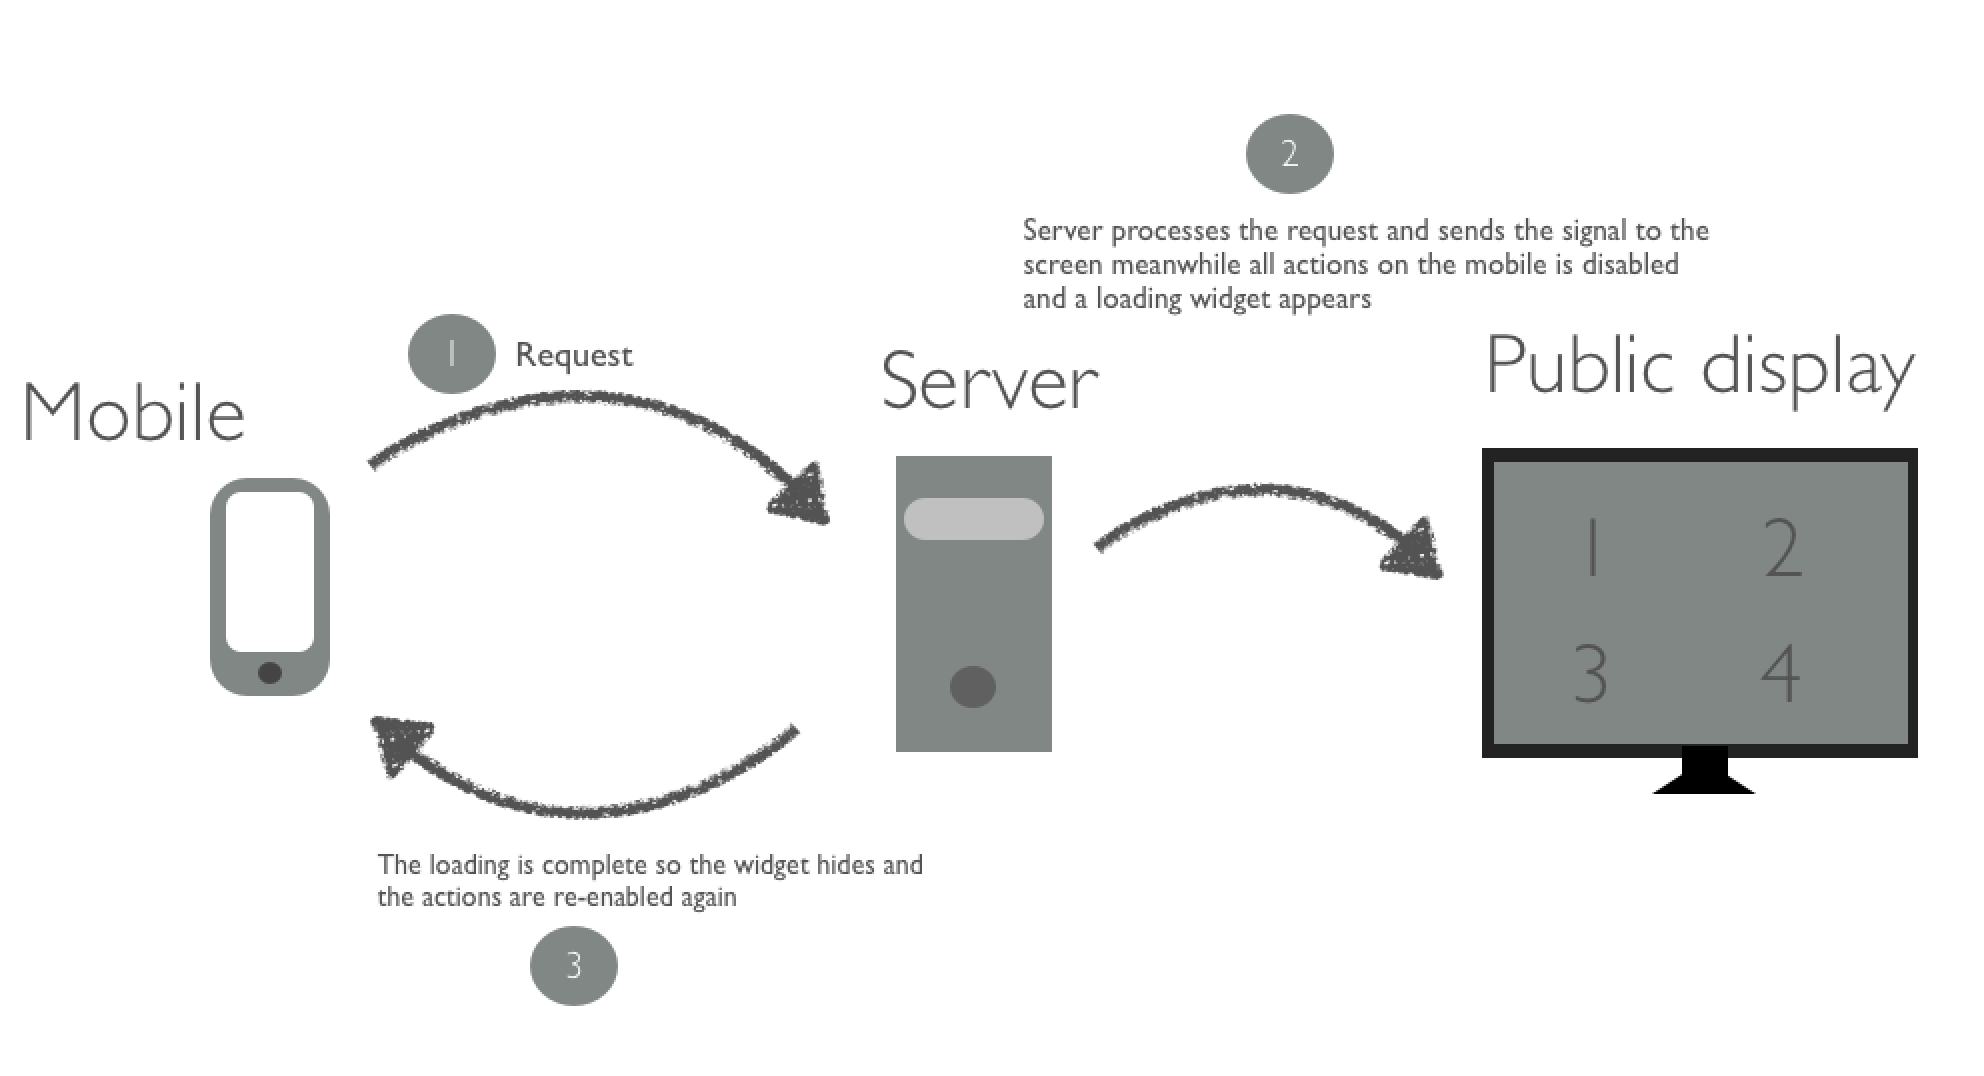 2
Server processes the request and sends the signal to the
screen meanwhile all actions on the mobile is disabled
and a loading widget appears
1 Request
Mobile
Server
Public display
1 2
3 4
The loading is complete so the widget hides and
the actions are re-enabled again
3